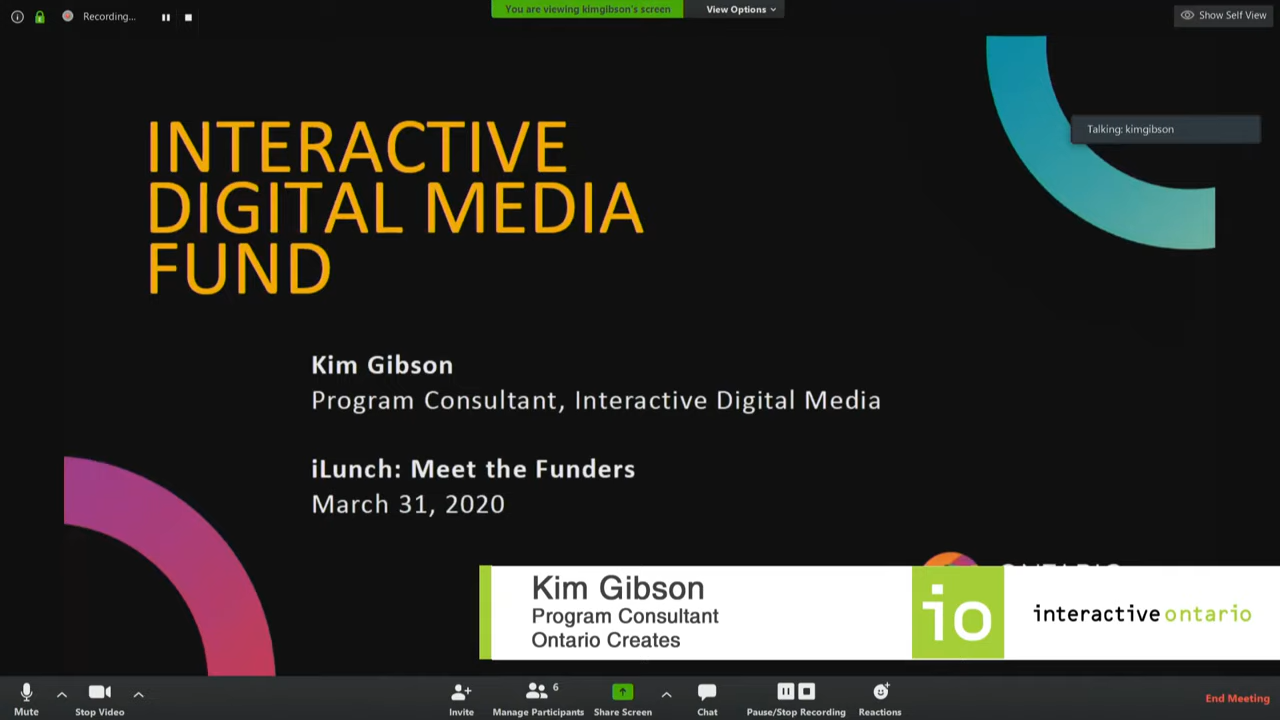 Recording...
You are viewing kimgibson's screen
View Options
Show Self View
Talking: kimgibson
INTERACTIVE
DIGITAL MEDIA
FUND
Kim Gibson
Program Consultant, Interactive Digital Media
iLunch: Meet the Funders
March 31, 2020
ONTARIO
Kim Gibson
Program Consultant
Ontario Creates
io
interactive ontario
Mute
Stop Video
Invite
6
Manage Participants
Share Screen
Chat
Pause/Stop Recording
Reactions
End Meeting